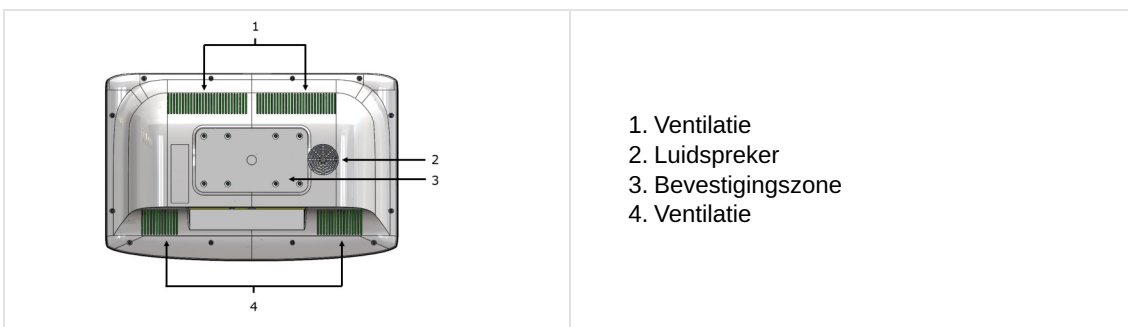 1
2
3
4
1. Ventilatie
2. Luidspreker
3. Bevestigingszone
4. Ventilatie